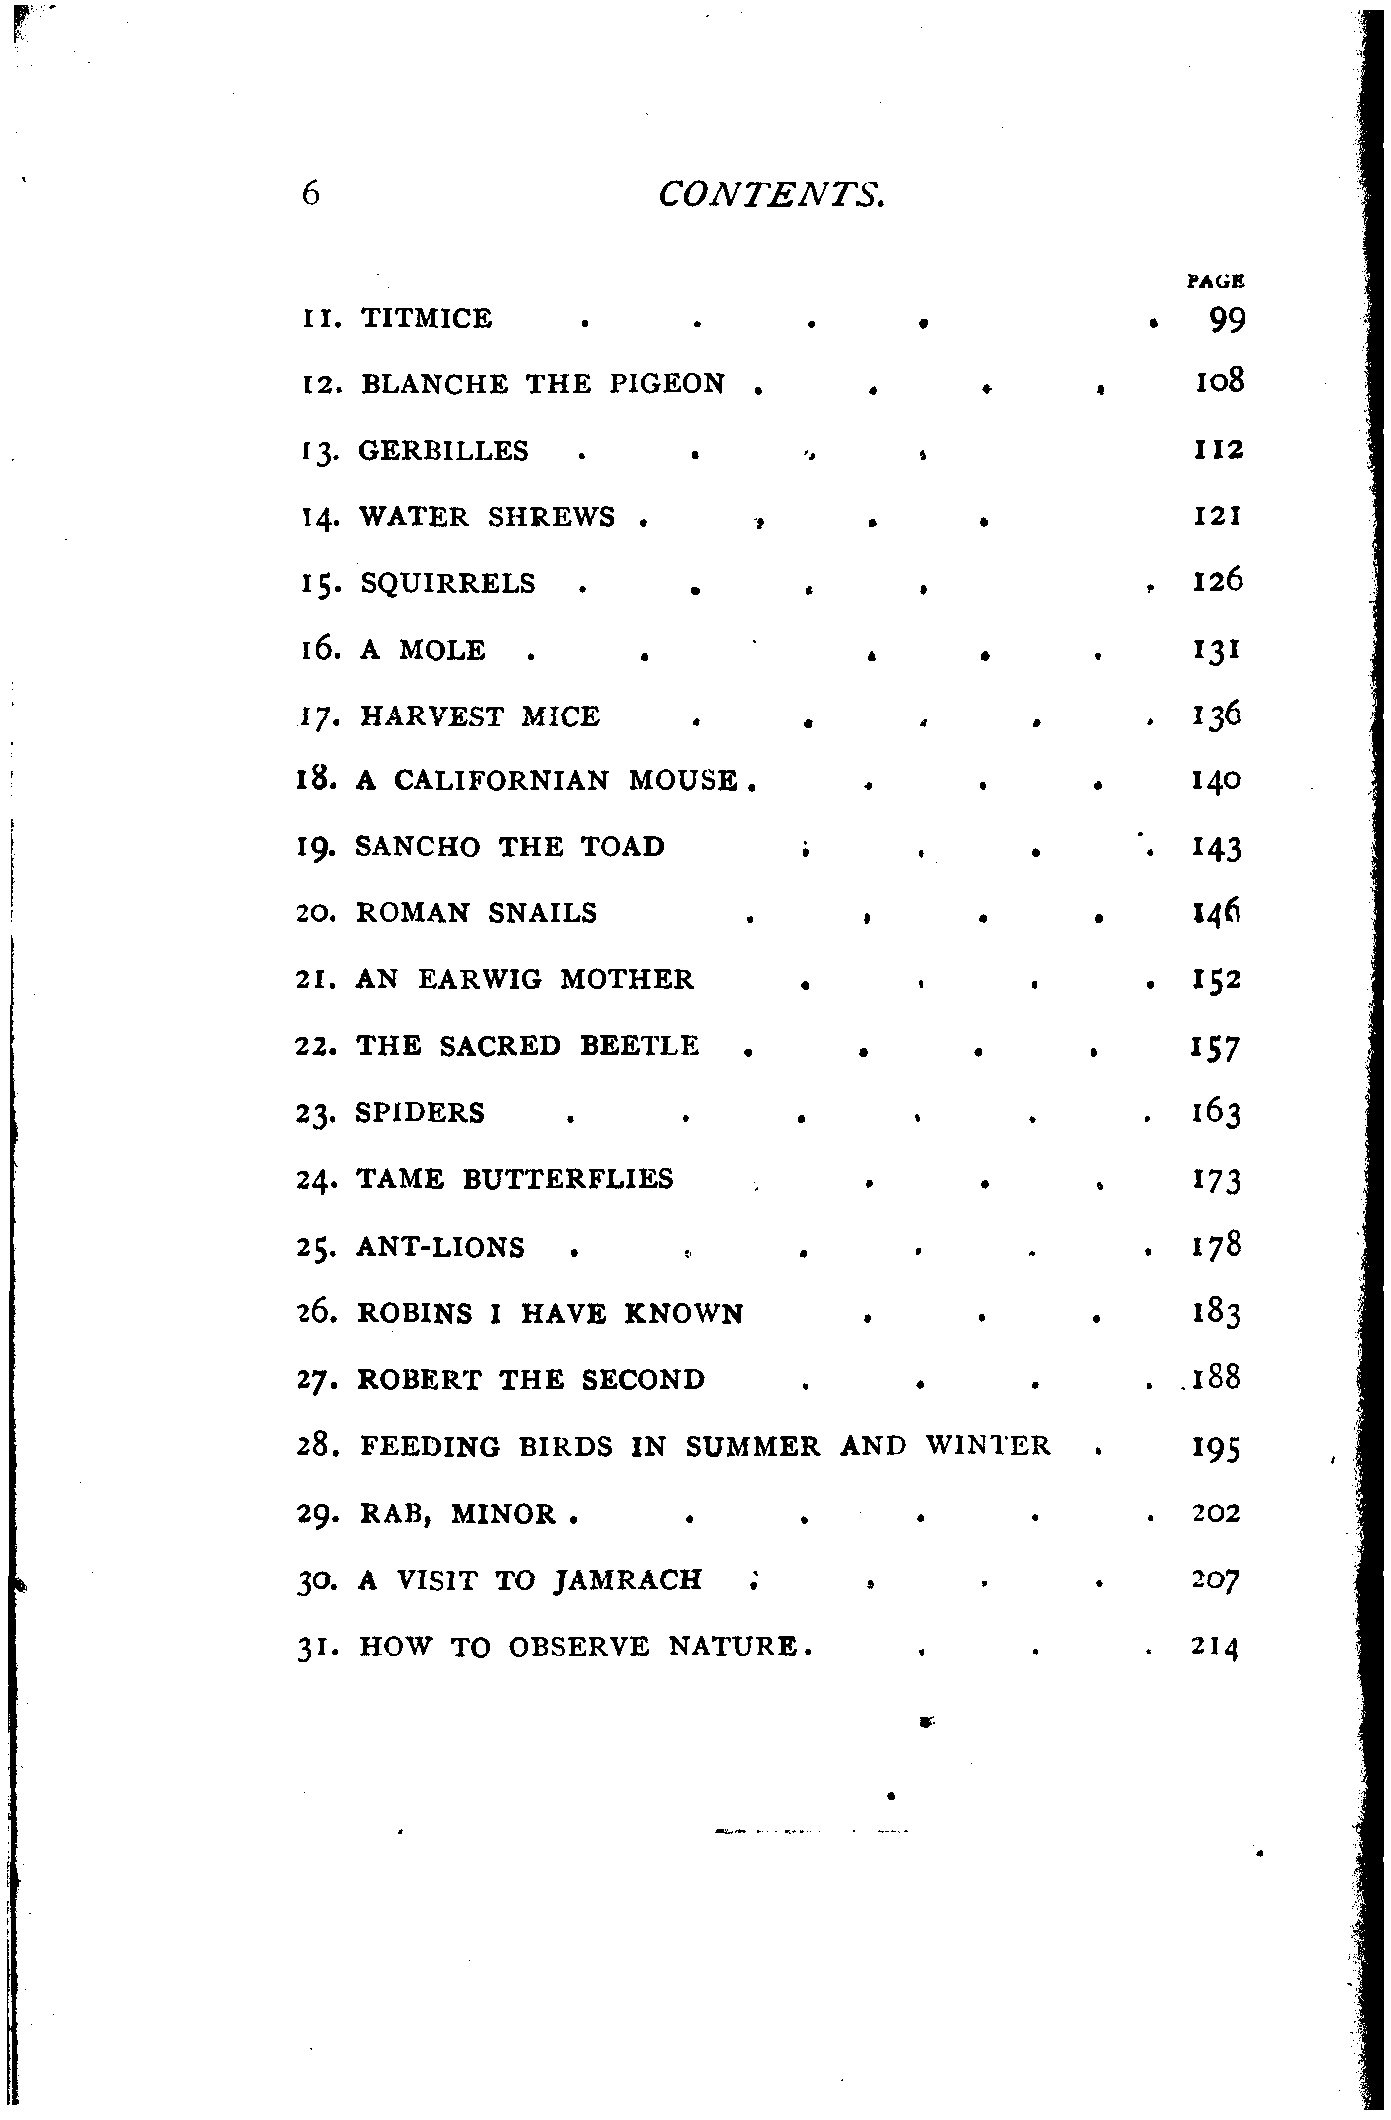 6 CONTENTS.
PAGE
11. TITMICE . . . . . 99
12. BLANCHE THE PIGEON . . . . 108
13. GERBILLES . . . . 112
14. WATER SHREWS . . . . 121
15. SQUIRRELS . . . . . 126
16. A MOLE . . . . . 131
17. HARVEST MICE . . . . . 136
18. A CALIFORNIAN MOUSE . . . . 140
19. SANCHO THE TOAD . . . . 143
20. ROMAN SNAILS . . . . 146
21. AN EARWIG MOTHER . . . . 152
22. THE SACRED BEETLE . . . . 157
23. SPIDERS . . . . . . 163
24. TAME BUTTERFLIES . . . . 173
25. ANT-LIONS . . . . . . 178
26. ROBINS I HAVE KNOWN . . . 183
27. ROBERT THE SECOND . . . . 188
28. FEEDING BIRDS IN SUMMER AND WINTER . 195
29. RAB, MINOR . . . . . . 202
30. A VISIT TO JAMRACH . . . . 207
31. HOW TO OBSERVE NATURE . . . . 214